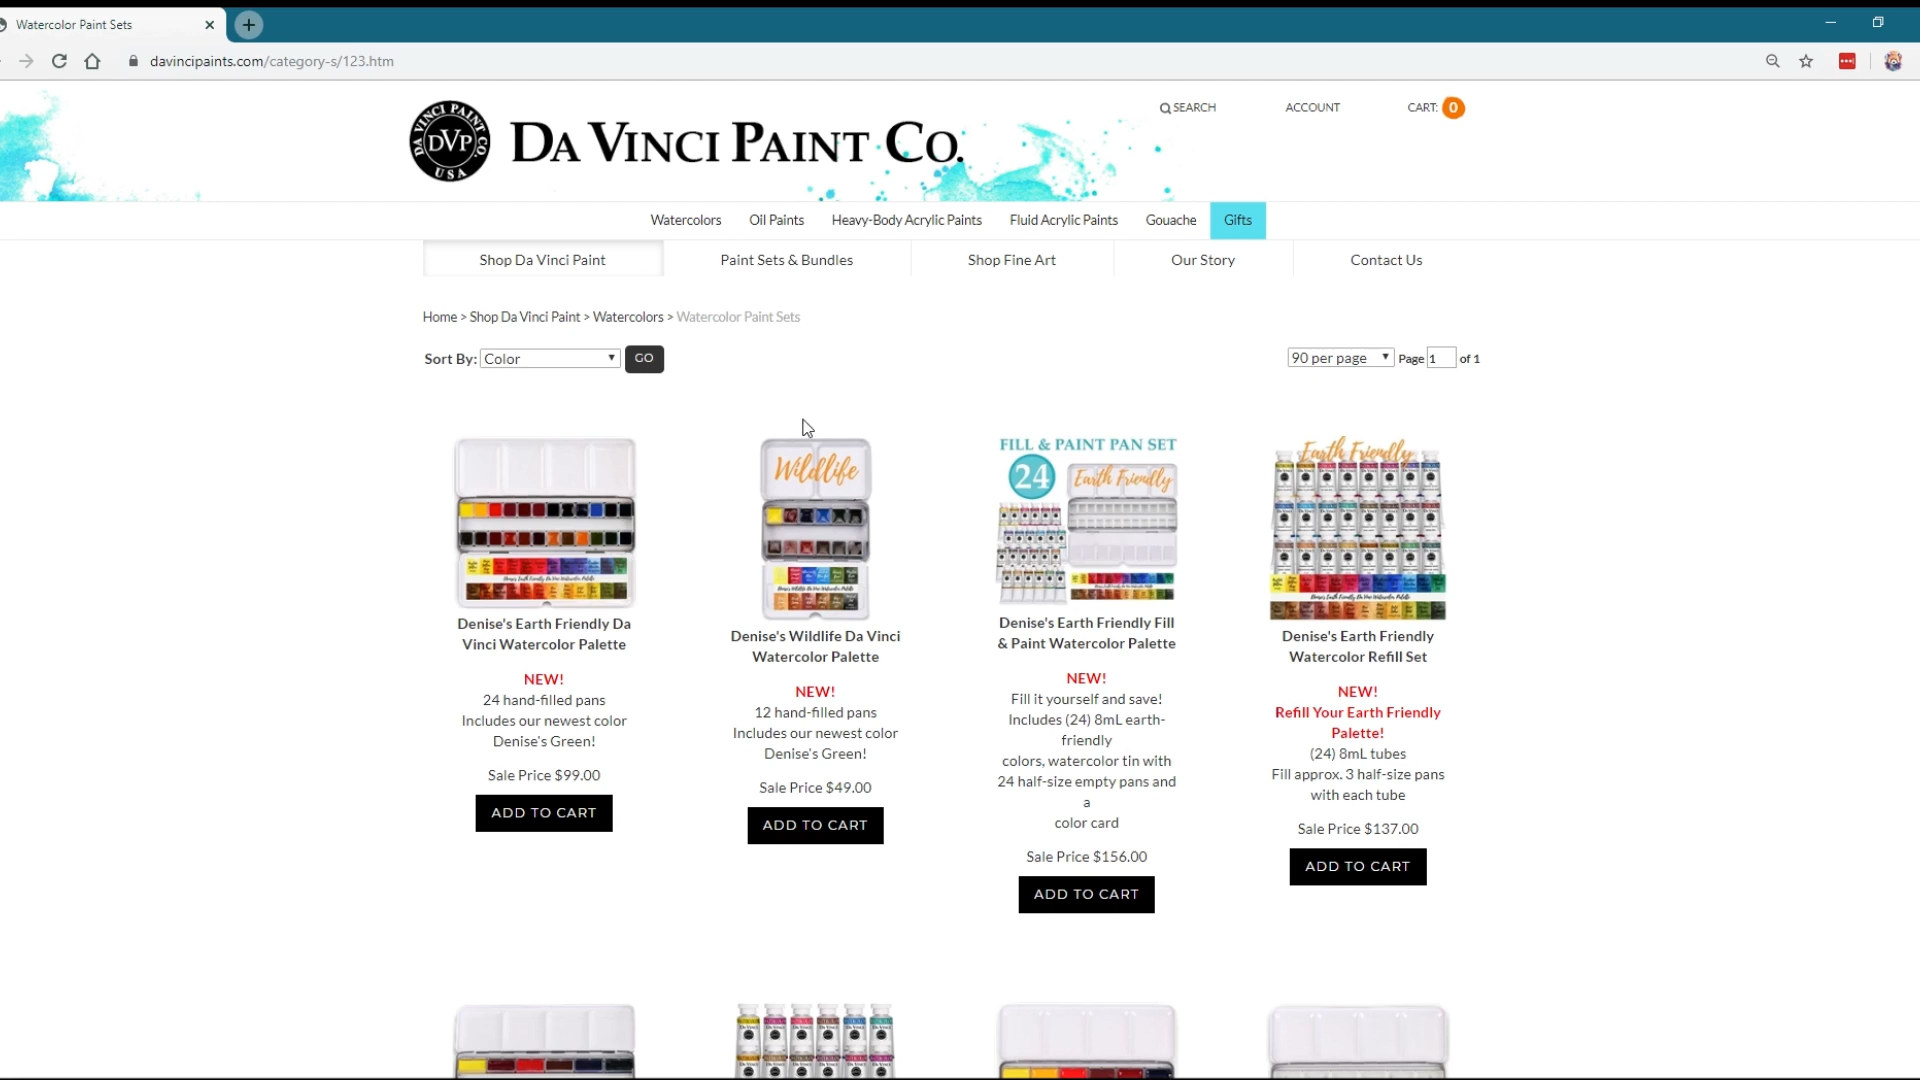 Watercolor Paint Sets
davincipaints.com/category-s/123.htm
DA VINCI PAINT CO.
DVP
USA
DA VINCI PAINT CO.
SEARCH
ACCOUNT
CART: 0
Watercolors
Oil Paints
Heavy-Body Acrylic Paints
Fluid Acrylic Paints
Gouache
Gifts
Shop Da Vinci Paint
Paint Sets & Bundles
Shop Fine Art
Our Story
Contact Us
Home > Shop Da Vinci Paint > Watercolors > Watercolor Paint Sets
Sort By: Color
GO
90 per page
Page 1 of 1
Denise's Earth Friendly Da
Vinci Watercolor Palette
NEW!
24 hand-filled pans
Includes our newest color
Denise's Green!
Sale Price $99.00
ADD TO CART
Wildlife
Denise's Wildlife Da Vinci
Watercolor Palette
NEW!
12 hand-filled pans
Includes our newest color
Denise's Green!
Sale Price $49.00
ADD TO CART
FILL & PAINT PAN SET
24
Earth Friendly
Denise's Earth Friendly Fill
& Paint Watercolor Palette
NEW!
Fill it yourself and save!
Includes (24) 8mL earth-
friendly
colors, watercolor tin with
24 half-size empty pans and
a
color card
Sale Price $156.00
ADD TO CART
Earth Friendly
Denise's Earth Friendly
Watercolor Refill Set
NEW!
Refill Your Earth Friendly
Palette!
(24) 8mL tubes
Fill approx. 3 half-size pans
with each tube
Sale Price $137.00
ADD TO CART